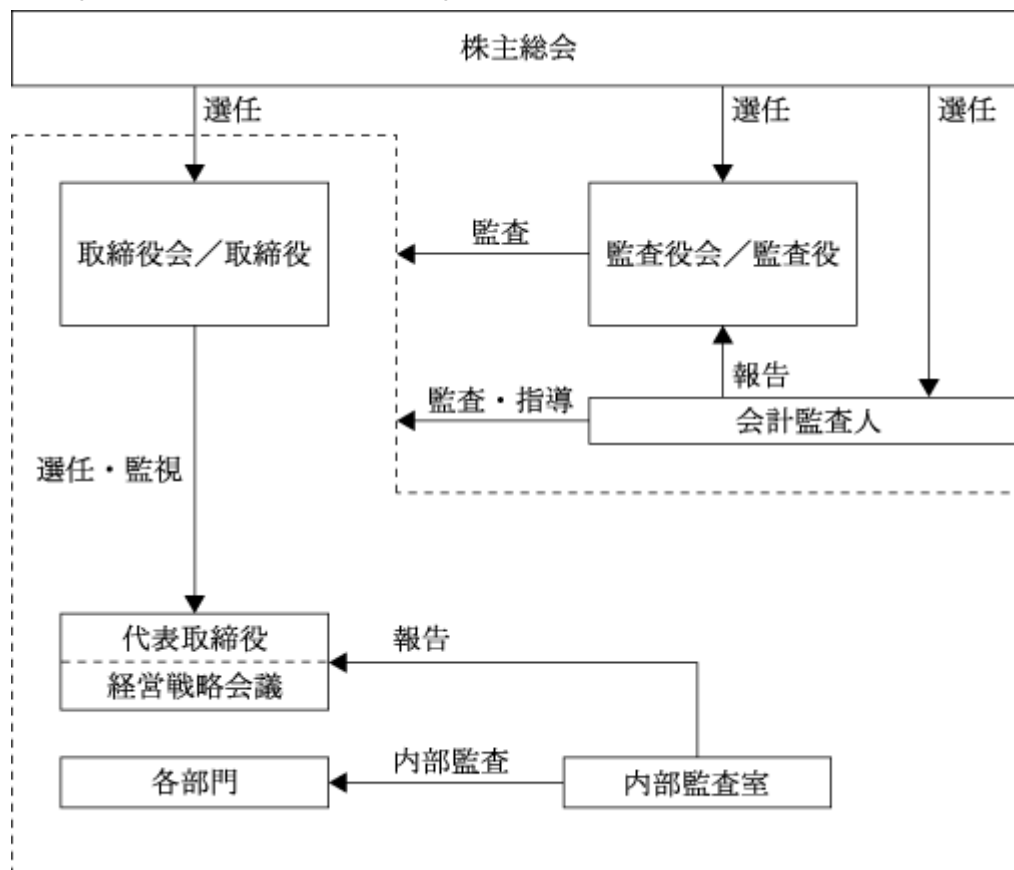 株主総会
選任
選任
選任
取締役会／取締役
監査
監査役会／監査役
報告
監査・指導
会計監査人
選任・監視
代表取締役
報告
経営戦略会議
各部門
内部監査
内部監査室